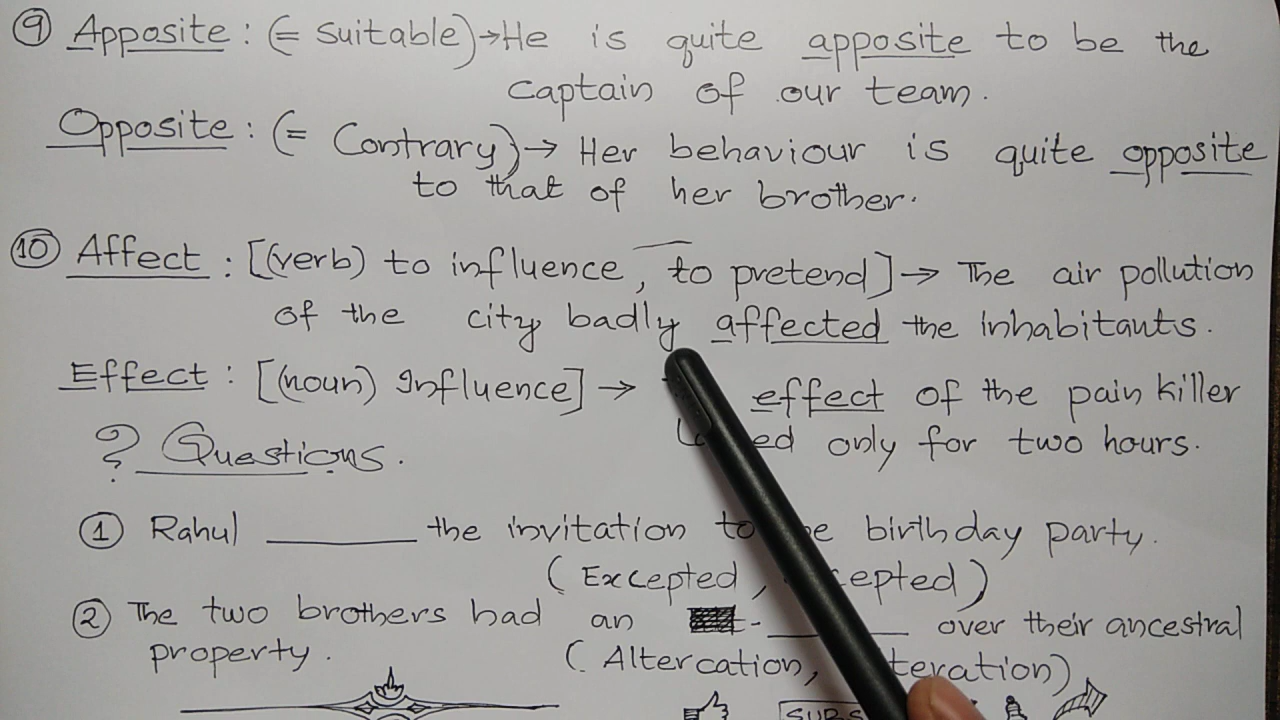 ⑨ Apposite : (= Suitable)→He is quite apposite to be the
captain of our team.
Opposite : (= Contrary)→ Her behaviour is quite opposite
to that of her brother.
⑩ Affect : [(verb) to influence, to pretend]→ The air pollution
of the city badly affected the inhabitants.
Effect : [(noun) Influence] → effect of the pain killer
only for two hours.
? Questions.
① Rahul ______ the invitation to birthday party.
(Excepted,
② The two brothers had an ______ over their ancestral
property. (Altercation,